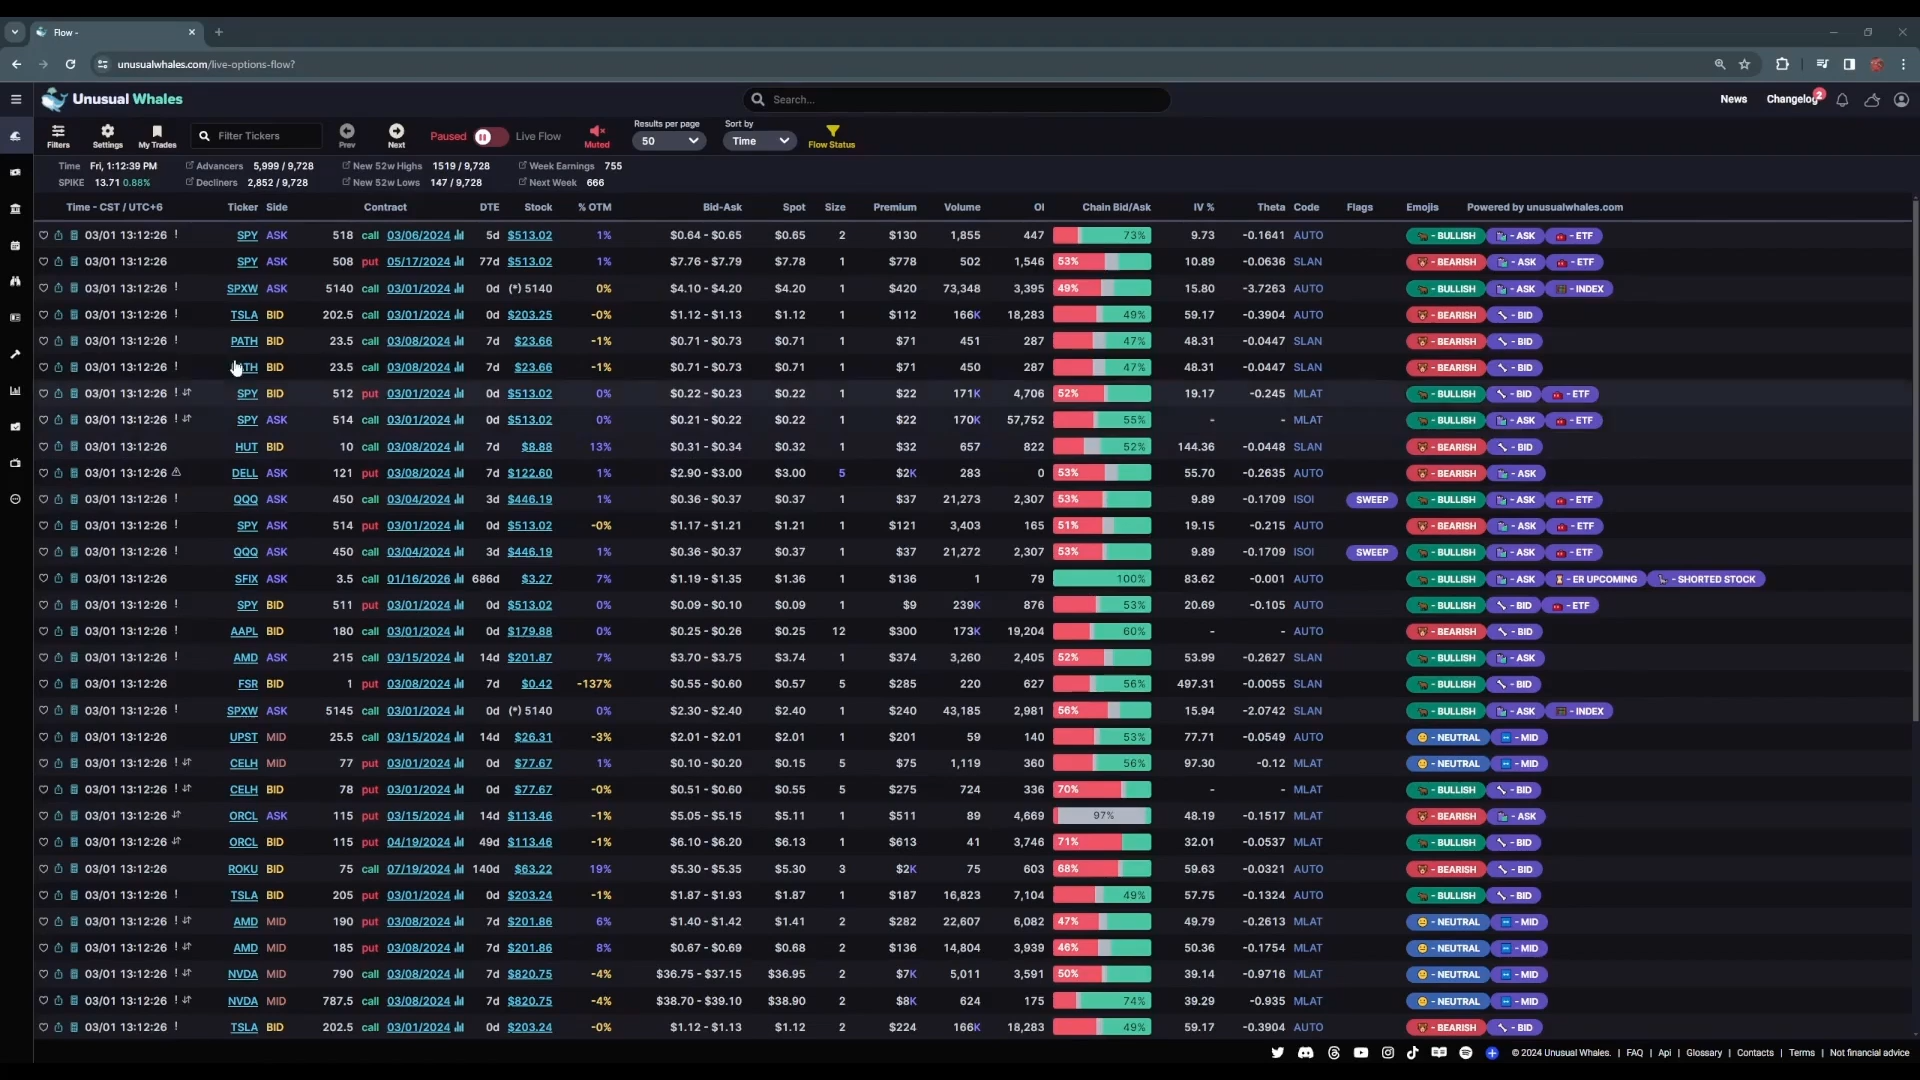 Flow -
unusualwhales.com/live-options-flow?
Unusual Whales Search... News Changelog 2
Filters Settings My Trades Filter Tickers Prev Next Paused Live Flow Muted Results per page 50 Sort by Time Flow Status
Time Fri, 1:12:39 PM Advancers 5,999 / 9,728 New 52w Highs 1519 / 9,728 Week Earnings 755
SPIKE 13.71 0.88% Decliners 2,852 / 9,728 New 52w Lows 147 / 9,728 Next Week 666
Time - CST / UTC+6 Ticker Side Contract DTE Stock % OTM Bid-Ask Spot Size Premium Volume OI Chain Bid/Ask IV % Theta Code Flags Emojis Powered by unusualwhales.com
03/01 13:12:26 ! SPY ASK 518 call 03/06/2024 5d $513.02 1% $0.64 - $0.65 $0.65 2 $130 1,855 447 73% 9.73 -0.1641 AUTO - BULLISH - ASK - ETF
03/01 13:12:26 SPY ASK 508 put 05/17/2024 77d $513.02 1% $7.76 - $7.79 $7.78 1 $778 502 1,546 53% 10.89 -0.0636 SLAN - BEARISH - ASK - ETF
03/01 13:12:26 ! SPXW ASK 5140 call 03/01/2024 0d (*) 5140 0% $4.10 - $4.20 $4.20 1 $420 73,348 3,395 49% 15.80 -3.7263 AUTO - BULLISH - ASK - INDEX
03/01 13:12:26 ! TSLA BID 202.5 call 03/01/2024 0d $203.25 -0% $1.12 - $1.13 $1.12 1 $112 166K 18,283 49% 59.17 -0.3904 AUTO - BEARISH - BID
03/01 13:12:26 ! PATH BID 23.5 call 03/08/2024 7d $23.66 -1% $0.71 - $0.73 $0.71 1 $71 451 287 47% 48.31 -0.0447 SLAN - BEARISH - BID
03/01 13:12:26 ! PATH BID 23.5 call 03/08/2024 7d $23.66 -1% $0.71 - $0.73 $0.71 1 $71 450 287 47% 48.31 -0.0447 SLAN - BEARISH - BID
03/01 13:12:26 ! SPY BID 512 put 03/01/2024 0d $513.02 0% $0.22 - $0.23 $0.22 1 $22 171K 4,706 52% 19.17 -0.245 MLAT - BULLISH - BID - ETF
03/01 13:12:26 ! SPY ASK 514 call 03/01/2024 0d $513.02 0% $0.21 - $0.22 $0.22 1 $22 170K 57,752 55% - - MLAT - BULLISH - ASK - ETF
03/01 13:12:26 HUT BID 10 call 03/08/2024 7d $8.88 13% $0.31 - $0.34 $0.32 1 $32 657 822 52% 144.36 -0.0448 SLAN - BEARISH - BID
03/01 13:12:26 DELL ASK 121 put 03/08/2024 7d $122.60 1% $2.90 - $3.00 $3.00 5 $2K 283 0 53% 55.70 -0.2635 AUTO - BEARISH - ASK
03/01 13:12:26 ! QQQ ASK 450 call 03/04/2024 3d $446.19 1% $0.36 - $0.37 $0.37 1 $37 21,273 2,307 53% 9.89 -0.1709 ISOI SWEEP - BULLISH - ASK - ETF
03/01 13:12:26 ! SPY ASK 514 put 03/01/2024 0d $513.02 -0% $1.17 - $1.21 $1.21 1 $121 3,403 165 51% 19.15 -0.215 AUTO - BEARISH - ASK - ETF
03/01 13:12:26 ! QQQ ASK 450 call 03/04/2024 3d $446.19 1% $0.36 - $0.37 $0.37 1 $37 21,272 2,307 53% 9.89 -0.1709 ISOI SWEEP - BULLISH - ASK - ETF
03/01 13:12:26 SFIX ASK 3.5 call 01/16/2026 686d $3.27 7% $1.19 - $1.35 $1.36 1 $136 1 79 100% 83.62 -0.001 AUTO - BULLISH - ASK - ER UPCOMING - SHORTED STOCK
03/01 13:12:26 ! SPY BID 511 put 03/01/2024 0d $513.02 0% $0.09 - $0.10 $0.09 1 $9 239K 876 53% 20.69 -0.105 AUTO - BULLISH - BID - ETF
03/01 13:12:26 ! AAPL BID 180 call 03/01/2024 0d $179.88 0% $0.25 - $0.26 $0.25 12 $300 173K 19,204 60% - - AUTO - BEARISH - BID
03/01 13:12:26 ! AMD ASK 215 call 03/15/2024 14d $201.87 7% $3.70 - $3.75 $3.74 1 $374 3,260 2,405 52% 53.99 -0.2627 SLAN - BULLISH - ASK
03/01 13:12:26 FSR BID 1 put 03/08/2024 7d $0.42 -137% $0.55 - $0.60 $0.57 5 $285 220 627 56% 497.31 -0.0055 SLAN - BULLISH - BID
03/01 13:12:26 ! SPXW ASK 5145 call 03/01/2024 0d (*) 5140 0% $2.30 - $2.40 $2.40 1 $240 43,185 2,981 56% 15.94 -2.0742 SLAN - BULLISH - ASK - INDEX
03/01 13:12:26 ! UPST MID 25.5 call 03/15/2024 14d $26.31 -3% $2.01 - $2.01 $2.01 1 $201 59 140 53% 77.71 -0.0549 AUTO - NEUTRAL - MID
03/01 13:12:26 ! CELH MID 77 put 03/01/2024 0d $77.67 1% $0.10 - $0.20 $0.15 5 $75 1,119 360 56% 97.30 -0.12 MLAT - NEUTRAL - MID
03/01 13:12:26 ! CELH BID 78 put 03/01/2024 0d $77.67 -0% $0.51 - $0.60 $0.55 5 $275 724 336 70% - - MLAT - BULLISH - BID
03/01 13:12:26 ORCL ASK 115 put 03/15/2024 14d $113.46 -1% $5.05 - $5.15 $5.11 1 $511 89 4,669 97% 48.19 -0.1517 MLAT - BEARISH - ASK
03/01 13:12:26 ORCL BID 115 put 04/19/2024 49d $113.46 -1% $6.10 - $6.20 $6.13 1 $613 41 3,746 71% 32.01 -0.0537 MLAT - BULLISH - BID
03/01 13:12:26 ROKU BID 75 call 07/19/2024 140d $63.22 19% $5.30 - $5.35 $5.30 3 $2K 75 603 68% 59.63 -0.0321 AUTO - BEARISH - BID
03/01 13:12:26 ! TSLA BID 205 put 03/01/2024 0d $203.24 -1% $1.87 - $1.93 $1.87 1 $187 16,823 7,104 49% 57.75 -0.1324 AUTO - BULLISH - BID
03/01 13:12:26 ! AMD MID 190 put 03/08/2024 7d $201.86 6% $1.40 - $1.42 $1.41 2 $282 22,607 6,082 47% 49.79 -0.2613 MLAT - NEUTRAL - MID
03/01 13:12:26 ! AMD MID 185 put 03/08/2024 7d $201.86 8% $0.67 - $0.69 $0.68 2 $136 14,804 3,939 46% 50.36 -0.1754 MLAT - NEUTRAL - MID
03/01 13:12:26 ! NVDA MID 790 call 03/08/2024 7d $820.75 -4% $36.75 - $37.15 $36.95 2 $7K 5,011 3,591 50% 39.14 -0.9716 MLAT - NEUTRAL - MID
03/01 13:12:26 ! NVDA MID 787.5 call 03/08/2024 7d $820.75 -4% $38.70 - $39.10 $38.90 2 $8K 624 175 74% 39.29 -0.935 MLAT - NEUTRAL - MID
03/01 13:12:26 ! TSLA BID 202.5 call 03/01/2024 0d $203.24 -0% $1.12 - $1.13 $1.12 2 $224 166K 18,283 49% 59.17 -0.3904 AUTO - BEARISH - BID
© 2024 Unusual Whales. | FAQ | Api | Glossary | Contacts | Terms | Not financial advice